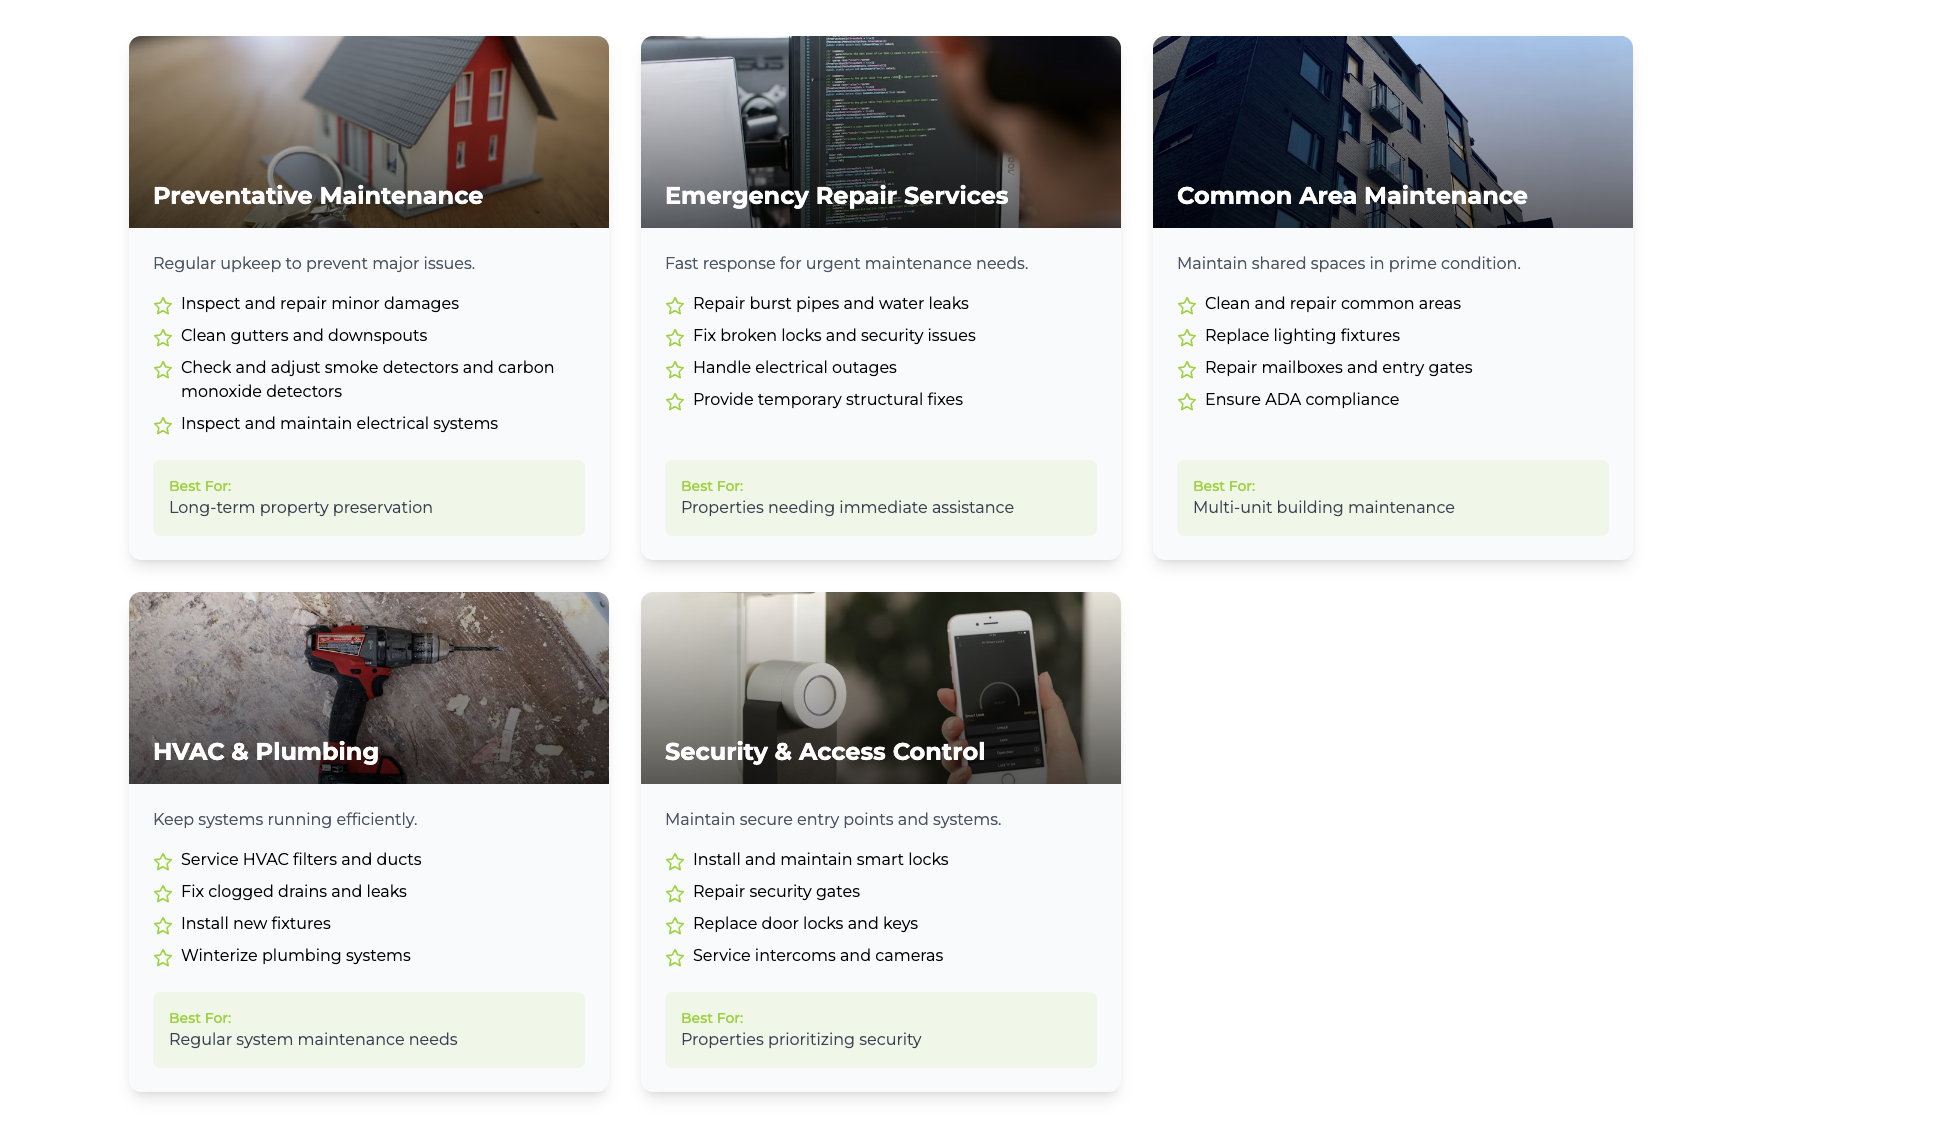 Preventative Maintenance
Regular upkeep to prevent major issues.
Inspect and repair minor damages
Clean gutters and downspouts
Check and adjust smoke detectors and carbon
monoxide detectors
Inspect and maintain electrical systems
Best For:
Long-term property preservation
Emergency Repair Services
Fast response for urgent maintenance needs.
Repair burst pipes and water leaks
Fix broken locks and security issues
Handle electrical outages
Provide temporary structural fixes
Best For:
Properties needing immediate assistance
Common Area Maintenance
Maintain shared spaces in prime condition.
Clean and repair common areas
Replace lighting fixtures
Repair mailboxes and entry gates
Ensure ADA compliance
Best For:
Multi-unit building maintenance
HVAC & Plumbing
Keep systems running efficiently.
Service HVAC filters and ducts
Fix clogged drains and leaks
Install new fixtures
Winterize plumbing systems
Best For:
Regular system maintenance needs
Security & Access Control
Maintain secure entry points and systems.
Install and maintain smart locks
Repair security gates
Replace door locks and keys
Service intercoms and cameras
Best For:
Properties prioritizing security